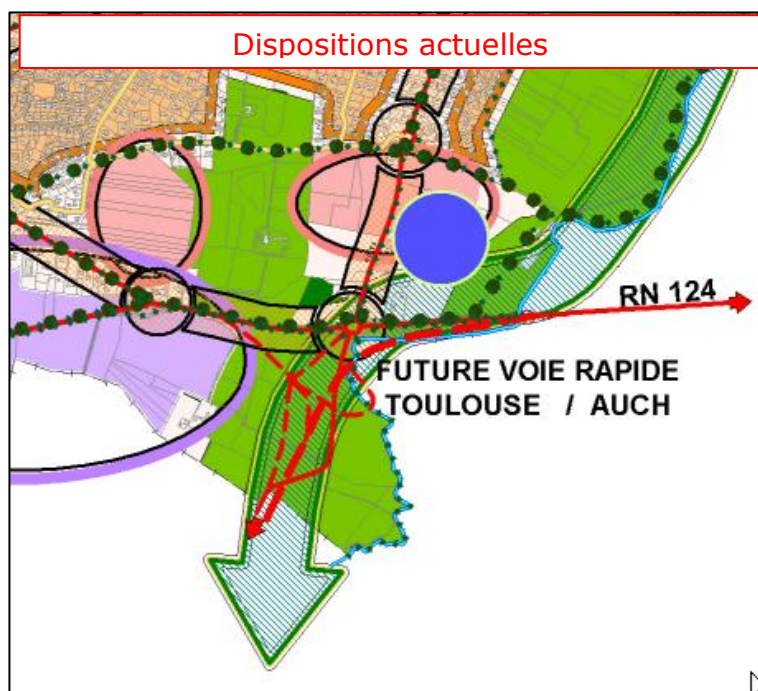 Dispositions actuelles
RN 124
FUTURE VOIE RAPIDE
TOULOUSE / AUCH